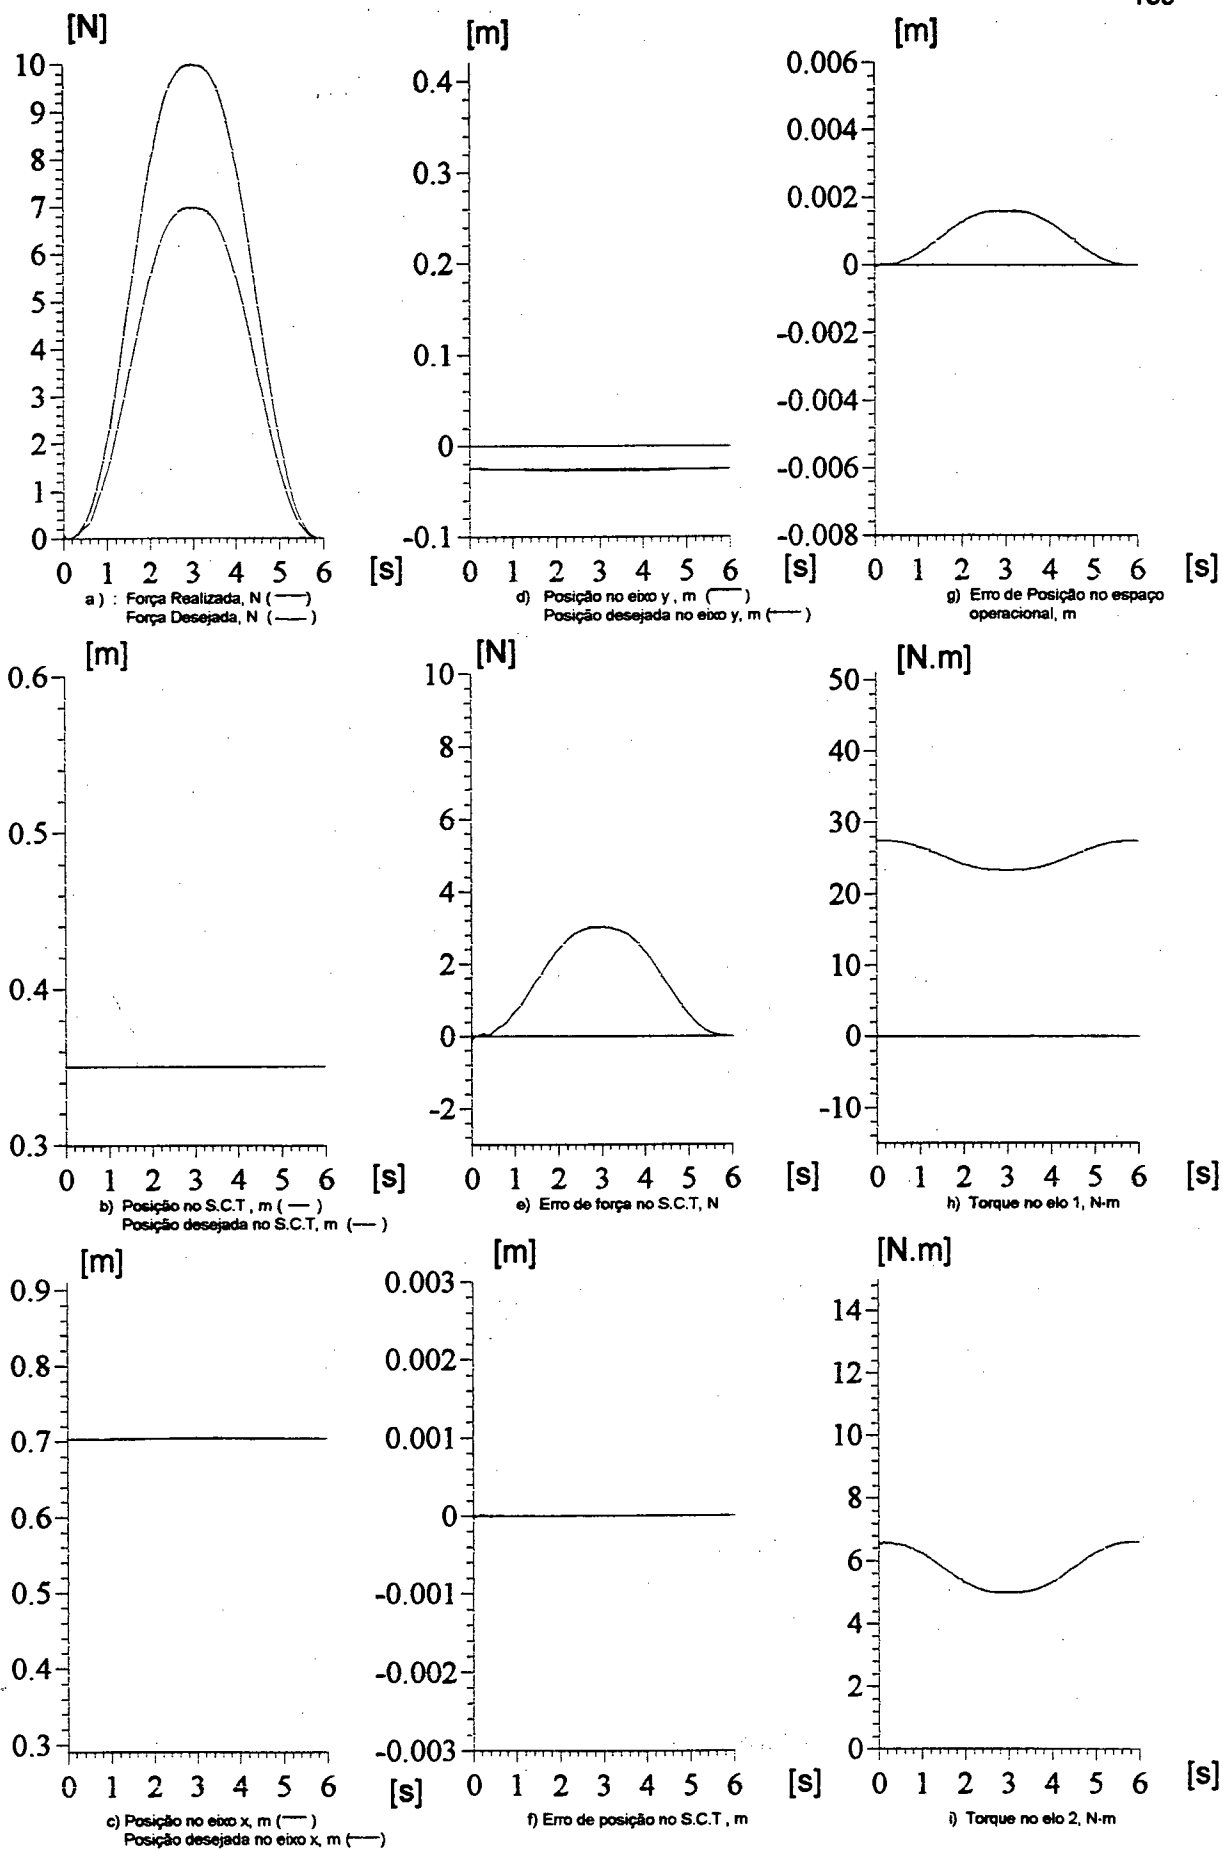 [N]
10
9
8
7
6
5
4
3
2
1
0
0 1 2 3 4 5 6 [s]
a ) : Força Realizada, N ( — )
Força Desejada, N ( — )
[m]
0.4
0.3
0.2
0.1
0
-0.1
0 1 2 3 4 5 6 [s]
d) Posição no eixo y , m ( — )
Posição desejada no eixo y, m ( — )
[m]
0.006
0.004
0.002
0
-0.002
-0.004
-0.006
-0.008
0 1 2 3 4 5 6 [s]
g) Erro de Posição no espaço
operacional, m
[m]
0.6
0.5
0.4
0.3
0 1 2 3 4 5 6 [s]
b) Posição no S.C.T , m ( — )
Posição desejada no S.C.T, m ( — )
[N]
10
8
6
4
2
0
-2
0 1 2 3 4 5 6 [s]
e) Erro de força no S.C.T, N
[N.m]
50
40
30
20
10
0
-10
0 1 2 3 4 5 6 [s]
h) Torque no elo 1, N·m
[m]
0.9
0.8
0.7
0.6
0.5
0.4
0.3
0 1 2 3 4 5 6 [s]
c) Posição no eixo x, m ( — )
Posição desejada no eixo x, m ( — )
[m]
0.003
0.002
0.001
0
-0.001
-0.002
-0.003
0 1 2 3 4 5 6 [s]
f) Erro de posição no S.C.T , m
[N.m]
14
12
10
8
6
4
2
0
0 1 2 3 4 5 6 [s]
i) Torque no elo 2, N·m